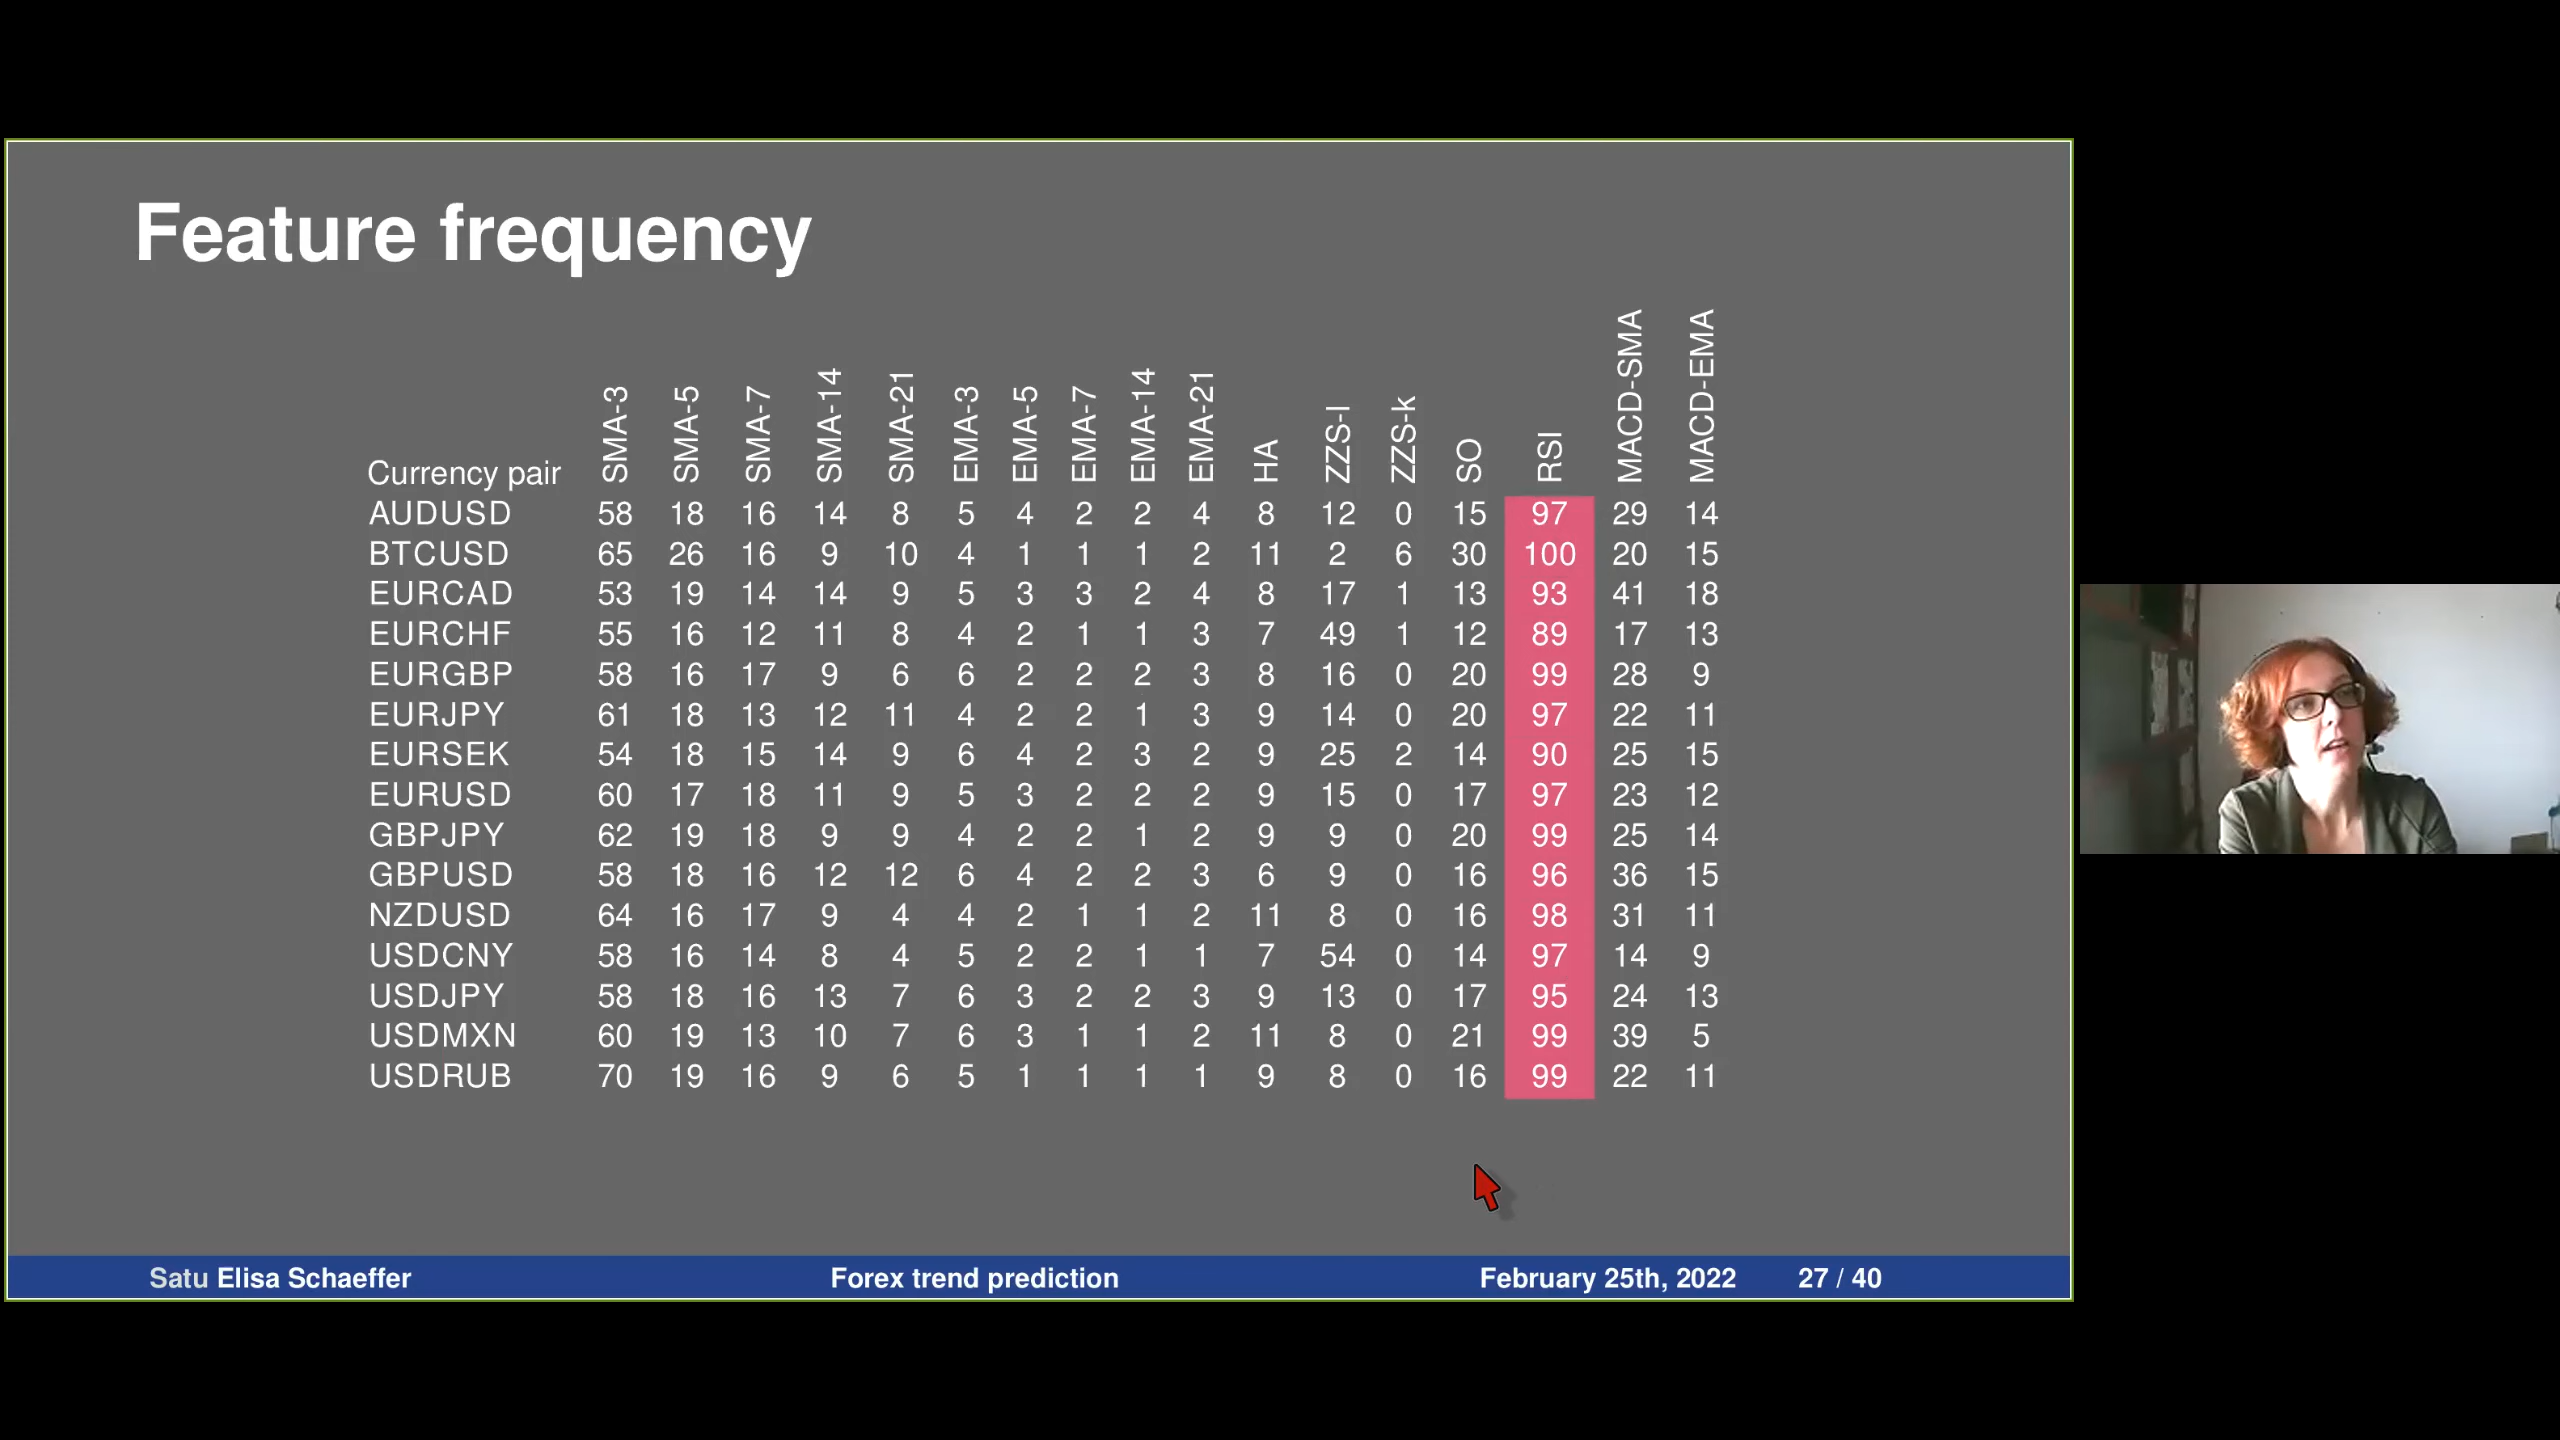 Feature frequency
Currency pair SMA-3 SMA-5 SMA-7 SMA-14 SMA-21 EMA-3 EMA-5 EMA-7 EMA-14 EMA-21 HA ZZS-l ZZS-k SO RSI MACD-SMA MACD-EMA
AUDUSD 58 18 16 14 8 5 4 2 2 4 8 12 0 15 97 29 14
BTCUSD 65 26 16 9 10 4 1 1 1 2 11 2 6 30 100 20 15
EURCAD 53 19 14 14 9 5 3 3 2 4 8 17 1 13 93 41 18
EURCHF 55 16 12 11 8 4 2 1 1 3 7 49 1 12 89 17 13
EURGBP 58 16 17 9 6 6 2 2 2 3 8 16 0 20 99 28 9
EURJPY 61 18 13 12 11 4 2 2 1 3 9 14 0 20 97 22 11
EURSEK 54 18 15 14 9 6 4 2 3 2 9 25 2 14 90 25 15
EURUSD 60 17 18 11 9 5 3 2 2 2 9 15 0 17 97 23 12
GBPJPY 62 19 18 9 9 4 2 2 1 2 9 9 0 20 99 25 14
GBPUSD 58 18 16 12 12 6 4 2 2 3 6 9 0 16 96 36 15
NZDUSD 64 16 17 9 4 4 2 1 1 2 11 8 0 16 98 31 11
USDCNY 58 16 14 8 4 5 2 2 1 1 7 54 0 14 97 14 9
USDJPY 58 18 16 13 7 6 3 2 2 3 9 13 0 17 95 24 13
USDMXN 60 19 13 10 7 6 3 1 1 2 11 8 0 21 99 39 5
USDRUB 70 19 16 9 6 5 1 1 1 1 9 8 0 16 99 22 11
Satu Elisa Schaeffer Forex trend prediction February 25th, 2022 27 / 40